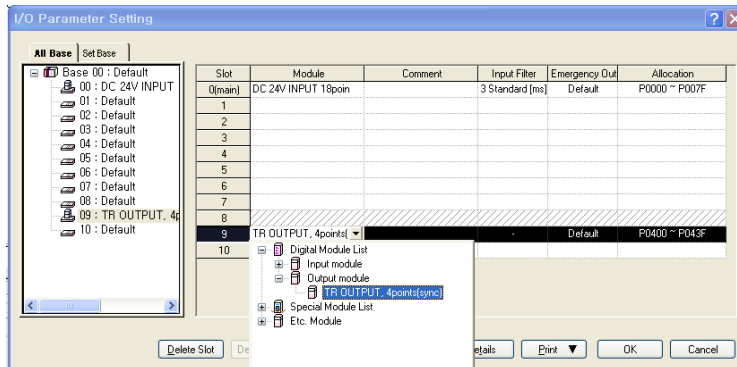 I/O Parameter Setting
All Base Set Base
Base 00 : Default
00 : DC 24V INPUT
01 : Default
02 : Default
03 : Default
04 : Default
05 : Default
06 : Default
07 : Default
08 : Default
09 : TR OUTPUT, 4p
10 : Default
Slot Module Comment Input Filter Emergency Out Allocation
0(main) DC 24V INPUT 18poin 3 Standard [ms] Default P0000 ~ P007F
1
2
3
4
5
6
7
8
9 TR OUTPUT, 4points( - Default P0400 ~ P043F
10
Digital Module List
Input module
Output module
TR OUTPUT, 4points(sync)
Special Module List
Etc. Module
Delete Slot De etails Print ▼ OK Cancel